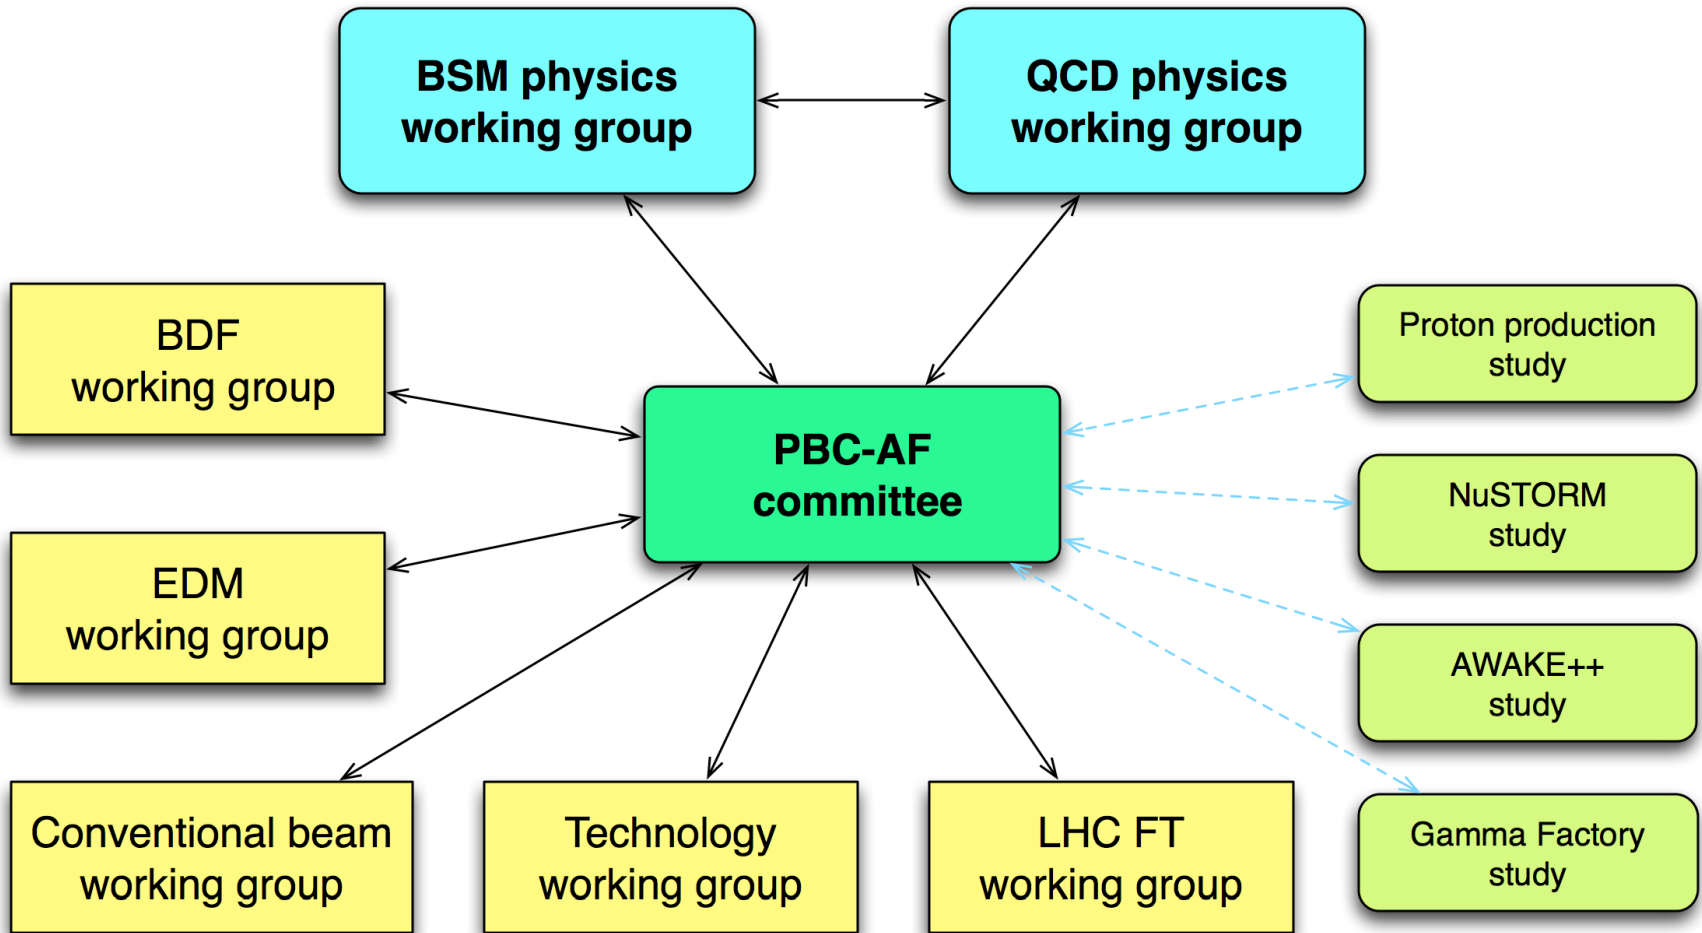 BSM physics
working group
QCD physics
working group
BDF
working group
Proton production
study
PBC-AF
committee
NuSTORM
study
EDM
working group
AWAKE++
study
Conventional beam
working group
Technology
working group
LHC FT
working group
Gamma Factory
study